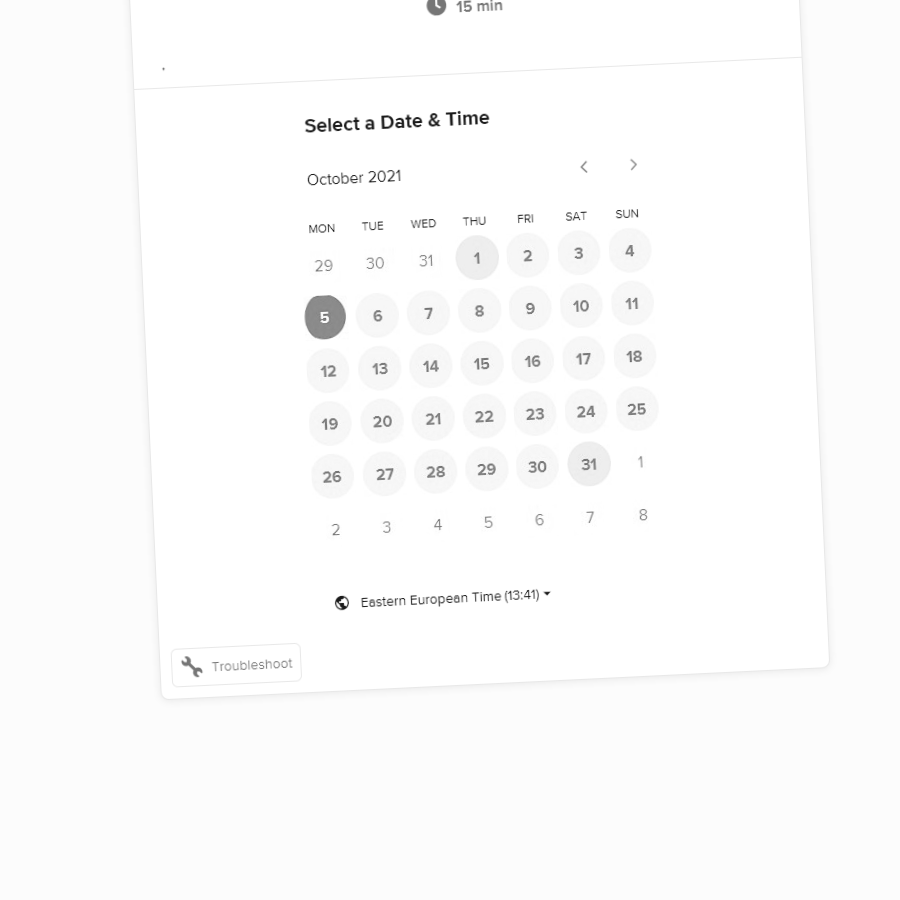 15 min
.
Select a Date & Time
October 2021
MON TUE WED THU FRI SAT SUN
29 30 31 1 2 3 4
5 6 7 8 9 10 11
12 13 14 15 16 17 18
19 20 21 22 23 24 25
26 27 28 29 30 31 1
2 3 4 5 6 7 8
Eastern European Time (13:41)
Troubleshoot